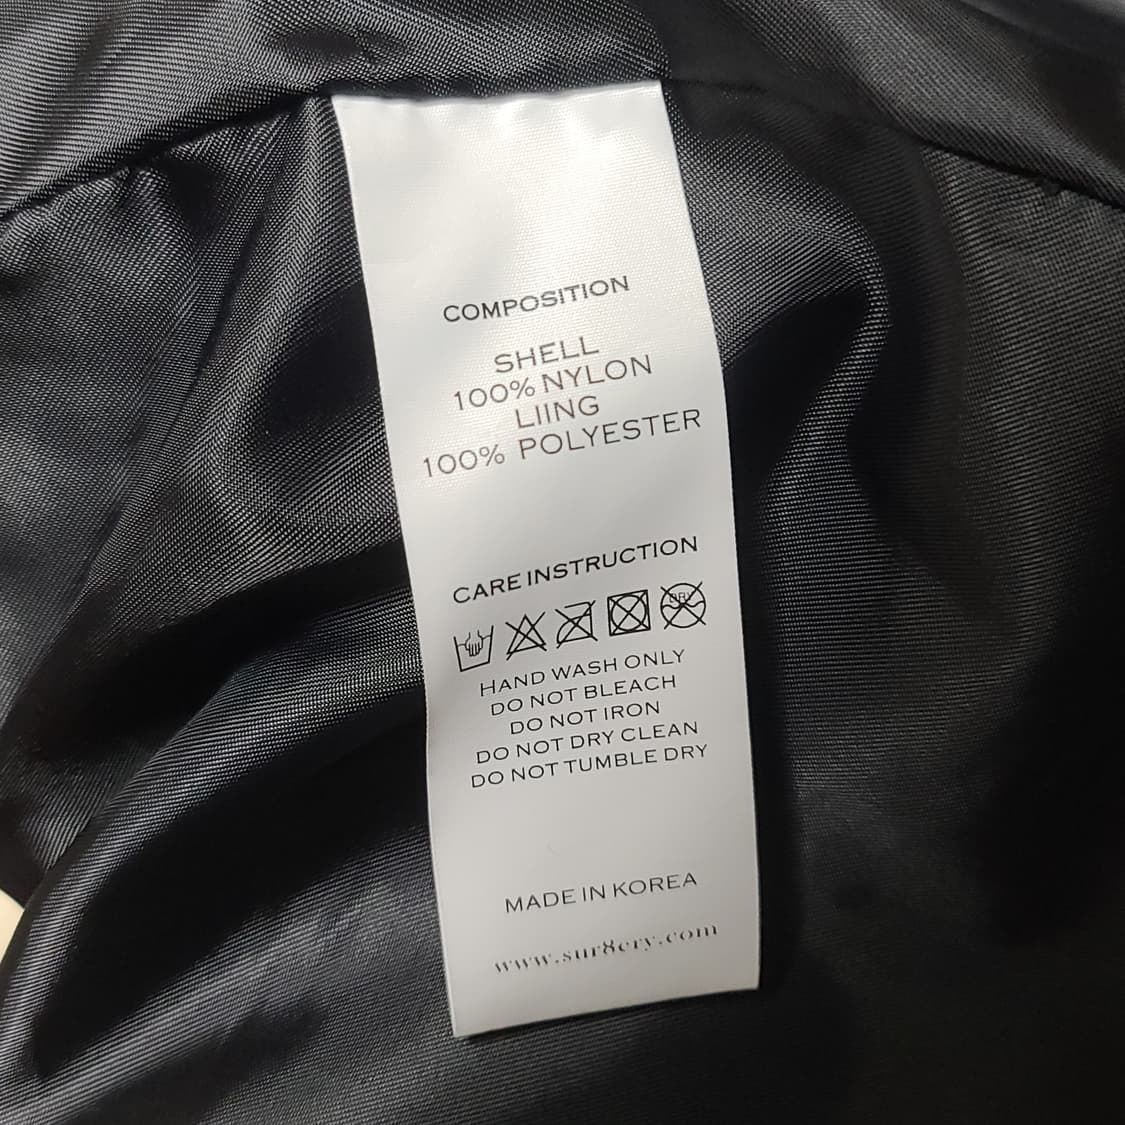 COMPOSITION
SHELL
100% NYLON
LIING
100% POLYESTER
CARE INSTRUCTION
DRY
HAND WASH ONLY
DO NOT BLEACH
DO NOT IRON
DO NOT DRY CLEAN
DO NOT TUMBLE DRY
MADE IN KOREA
www.sur8ery.com